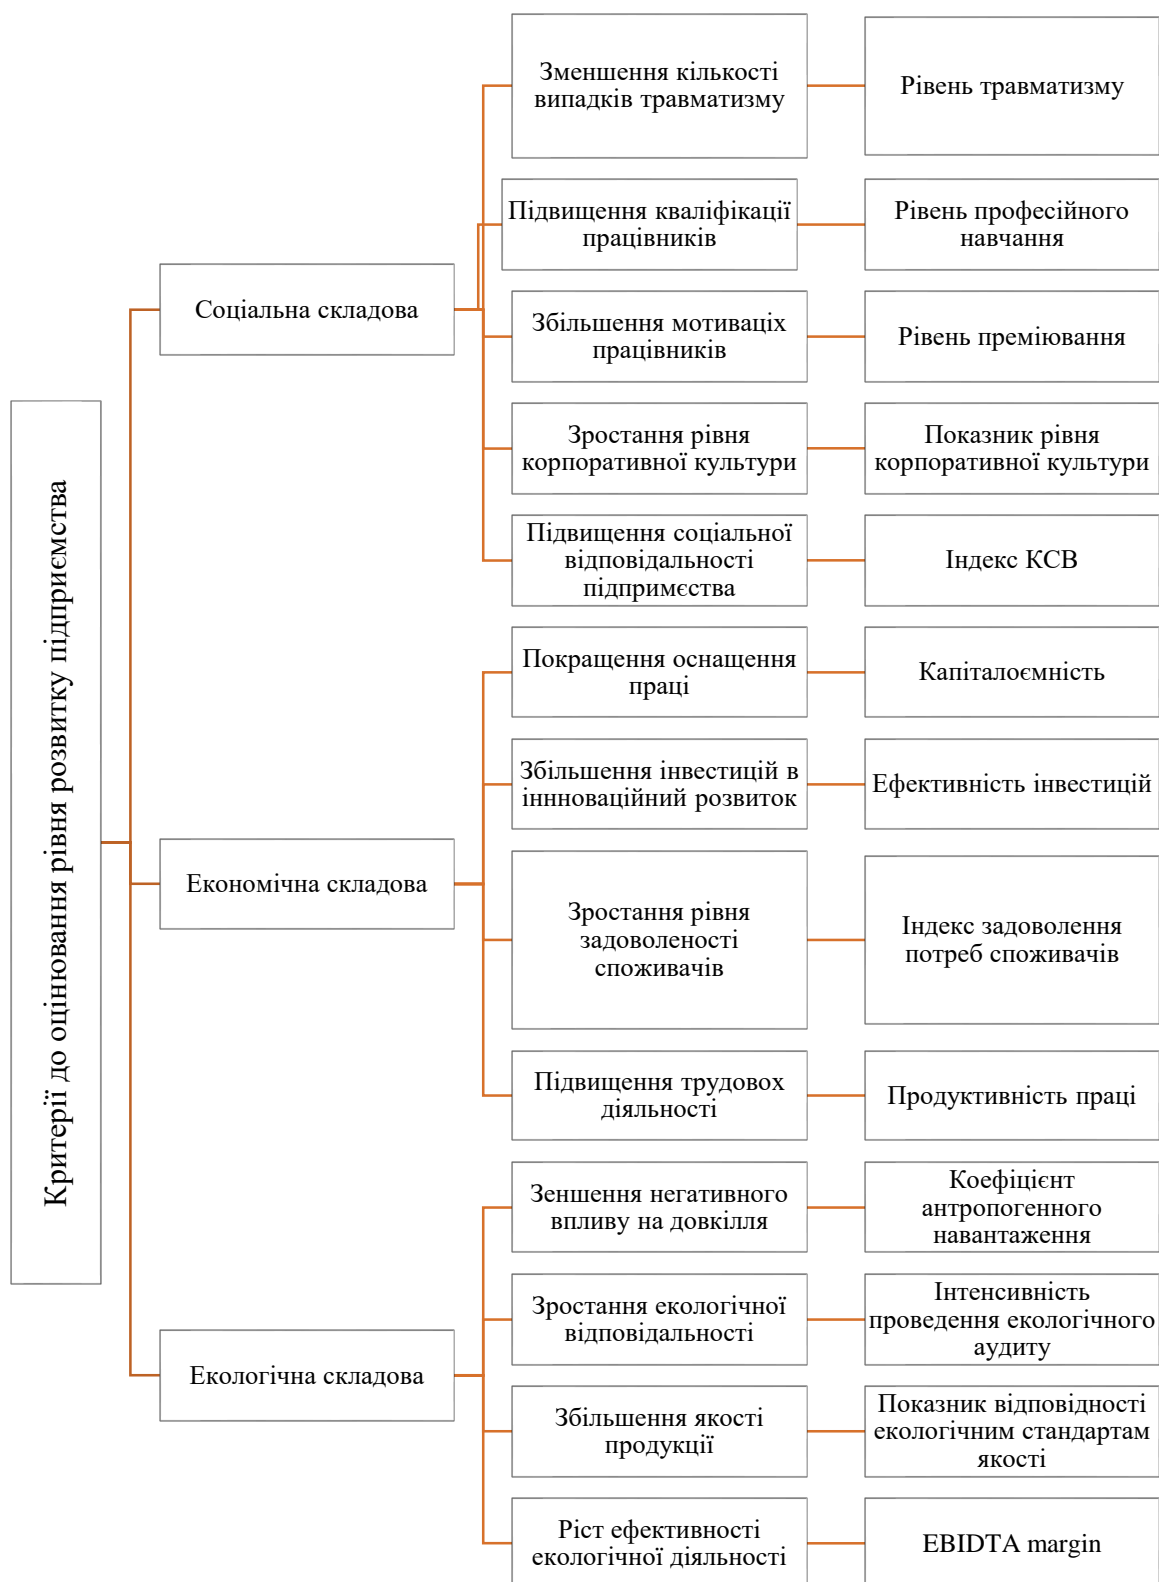 Критерії до оцінювання рівня розвитку підприємства
Соціальна складова
Зменшення кількості
випадків травматизму
Рівень травматизму
Підвищення кваліфікації
працівників
Рівень професійного
навчання
Збільшення мотиваціх
працівників
Рівень преміювання
Зростання рівня
корпоративної культури
Показник рівня
корпоративної культури
Підвищення соціальної
відповідальності
підпримєства
Індекс КСВ
Економічна складова
Покращення оснащення
праці
Капіталоємність
Збільшення інвестицій в
іннноваційний розвиток
Ефективність інвестицій
Зростання рівня
задоволеності
споживачів
Індекс задоволення
потреб споживачів
Підвищення трудовох
діяльності
Продуктивність праці
Екологічна складова
Зеншення негативного
впливу на довкілля
Коефіцієнт
антропогенного
навантаження
Зростання екологічної
відповідальності
Інтенсивність
проведення екологічного
аудиту
Збільшення якості
продукції
Показник відповідності
екологічним стандартам
якості
Ріст ефективності
екологічної діяльності
EBIDTA margin